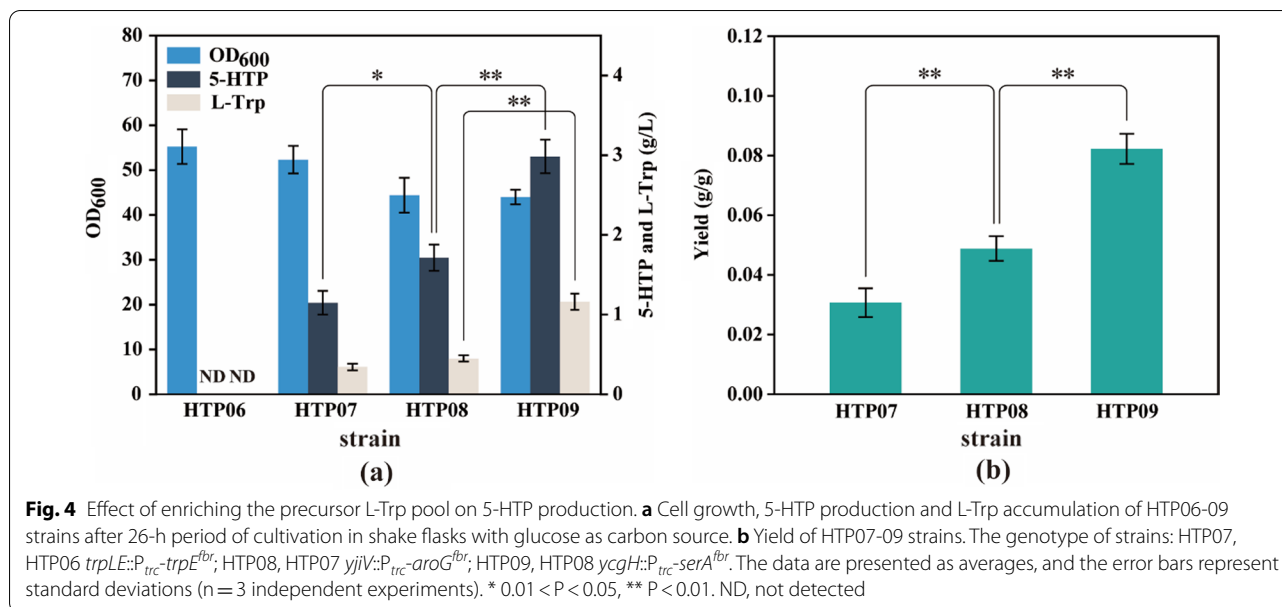 80
70
60
50
40
30
20
10
0
OD600
OD600
5-HTP
L-Trp
*
**
**
ND ND
HTP06 HTP07 HTP08 HTP09
strain
(a)
4
3
2
1
0
5-HTP and L-Trp (g/L)
0.12
0.10
0.08
0.06
0.04
0.02
0.00
Yield (g/g)
**
**
HTP07 HTP08 HTP09
strain
(b)
Fig. 4 Effect of enriching the precursor L-Trp pool on 5-HTP production. a Cell growth, 5-HTP production and L-Trp accumulation of HTP06-09
strains after 26-h period of cultivation in shake flasks with glucose as carbon source. b Yield of HTP07-09 strains. The genotype of strains: HTP07,
HTP06 trpLE::Ptrc-trpEfbr; HTP08, HTP07 yjiV::Ptrc-aroGfbr; HTP09, HTP08 ycgH::Ptrc-serAfbr. The data are presented as averages, and the error bars represent
standard deviations (n = 3 independent experiments). * 0.01 < P < 0.05, ** P < 0.01. ND, not detected